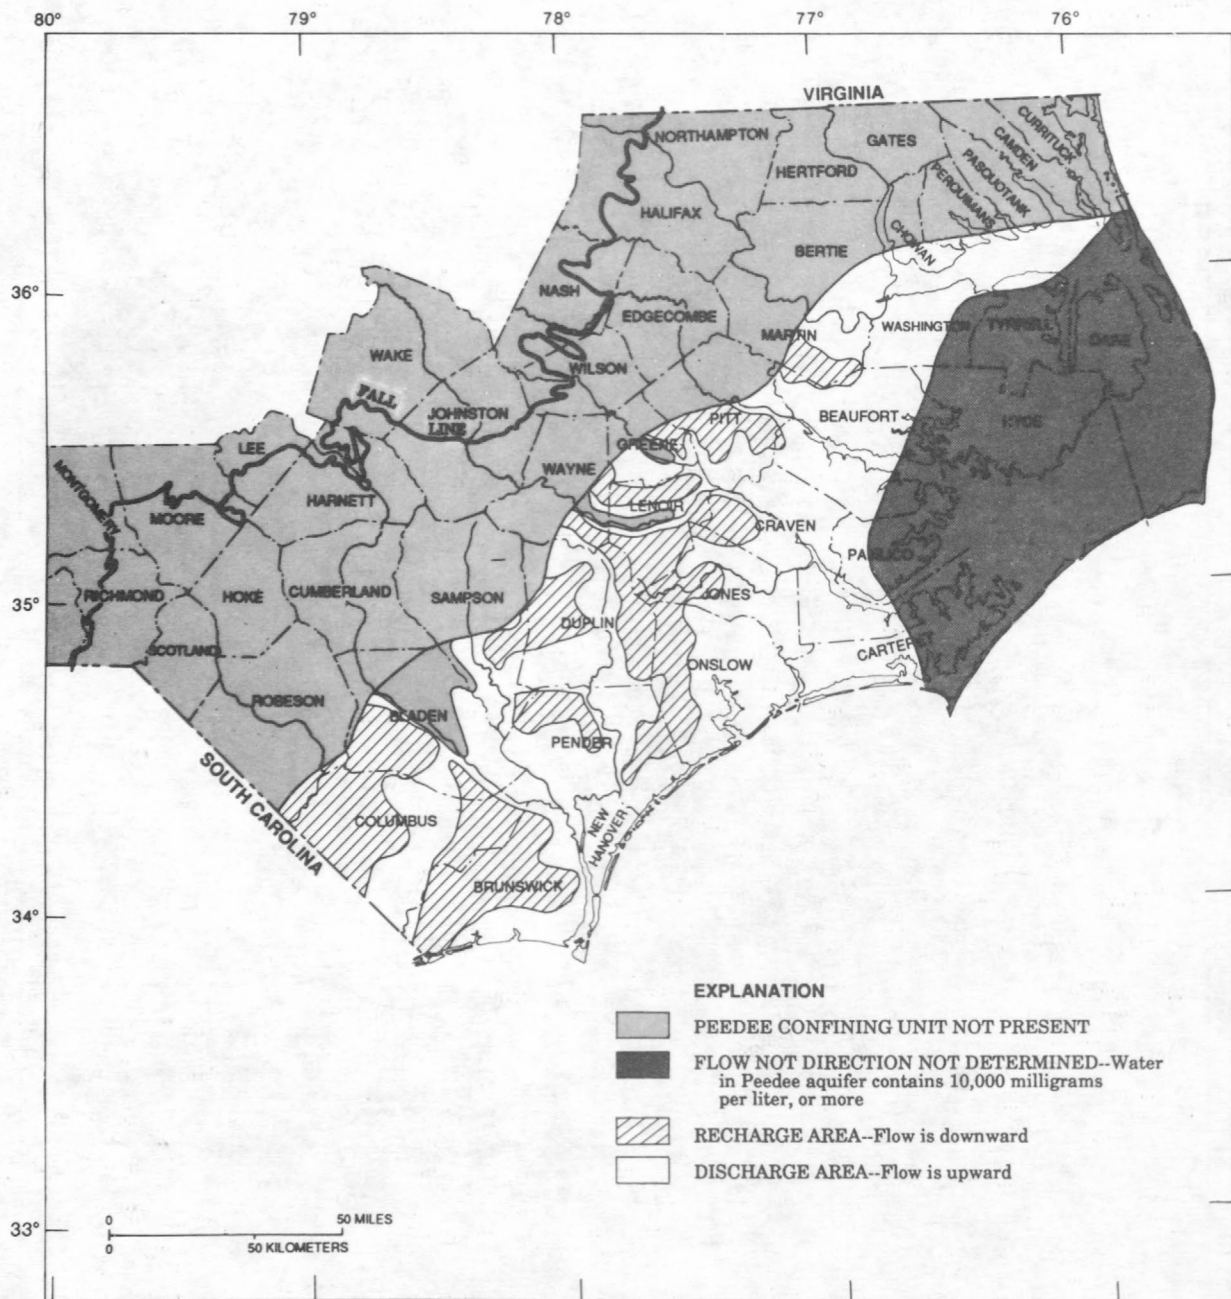 80° 79° 78° 77° 76°
VIRGINIA
NORTHAMPTON
GATES
CURRITUCK
CAMDEN
PASQUOTANK
PERQUIMANS
HERTFORD
HALIFAX
CHOWAN
BERTIE
36°
NASH
EDGECOMBE
MARTIN
WASHINGTON
TYRRELL
DARE
WAKE
WILSON
FALL
JOHNSTON
LINE
PITT
BEAUFORT
HYDE
LEE
GREENE
WAYNE
MONTGOMERY
MOORE
HARNETT
LENOIR
CRAVEN
PAMLICO
35°
RICHMOND
HOKE
CUMBERLAND
SAMPSON
JONES
DUPLIN
SCOTLAND
CARTER
ONSLOW
ROBESON
BLADEN
PENDER
SOUTH CAROLINA
COLUMBUS
NEW
HANOVER
BRUNSWICK
34°
EXPLANATION
PEEDEE CONFINING UNIT NOT PRESENT
FLOW NOT DIRECTION NOT DETERMINED--Water
in Peedee aquifer contains 10,000 milligrams
per liter, or more
RECHARGE AREA--Flow is downward
DISCHARGE AREA--Flow is upward
33°
0 50 MILES
0 50 KILOMETERS